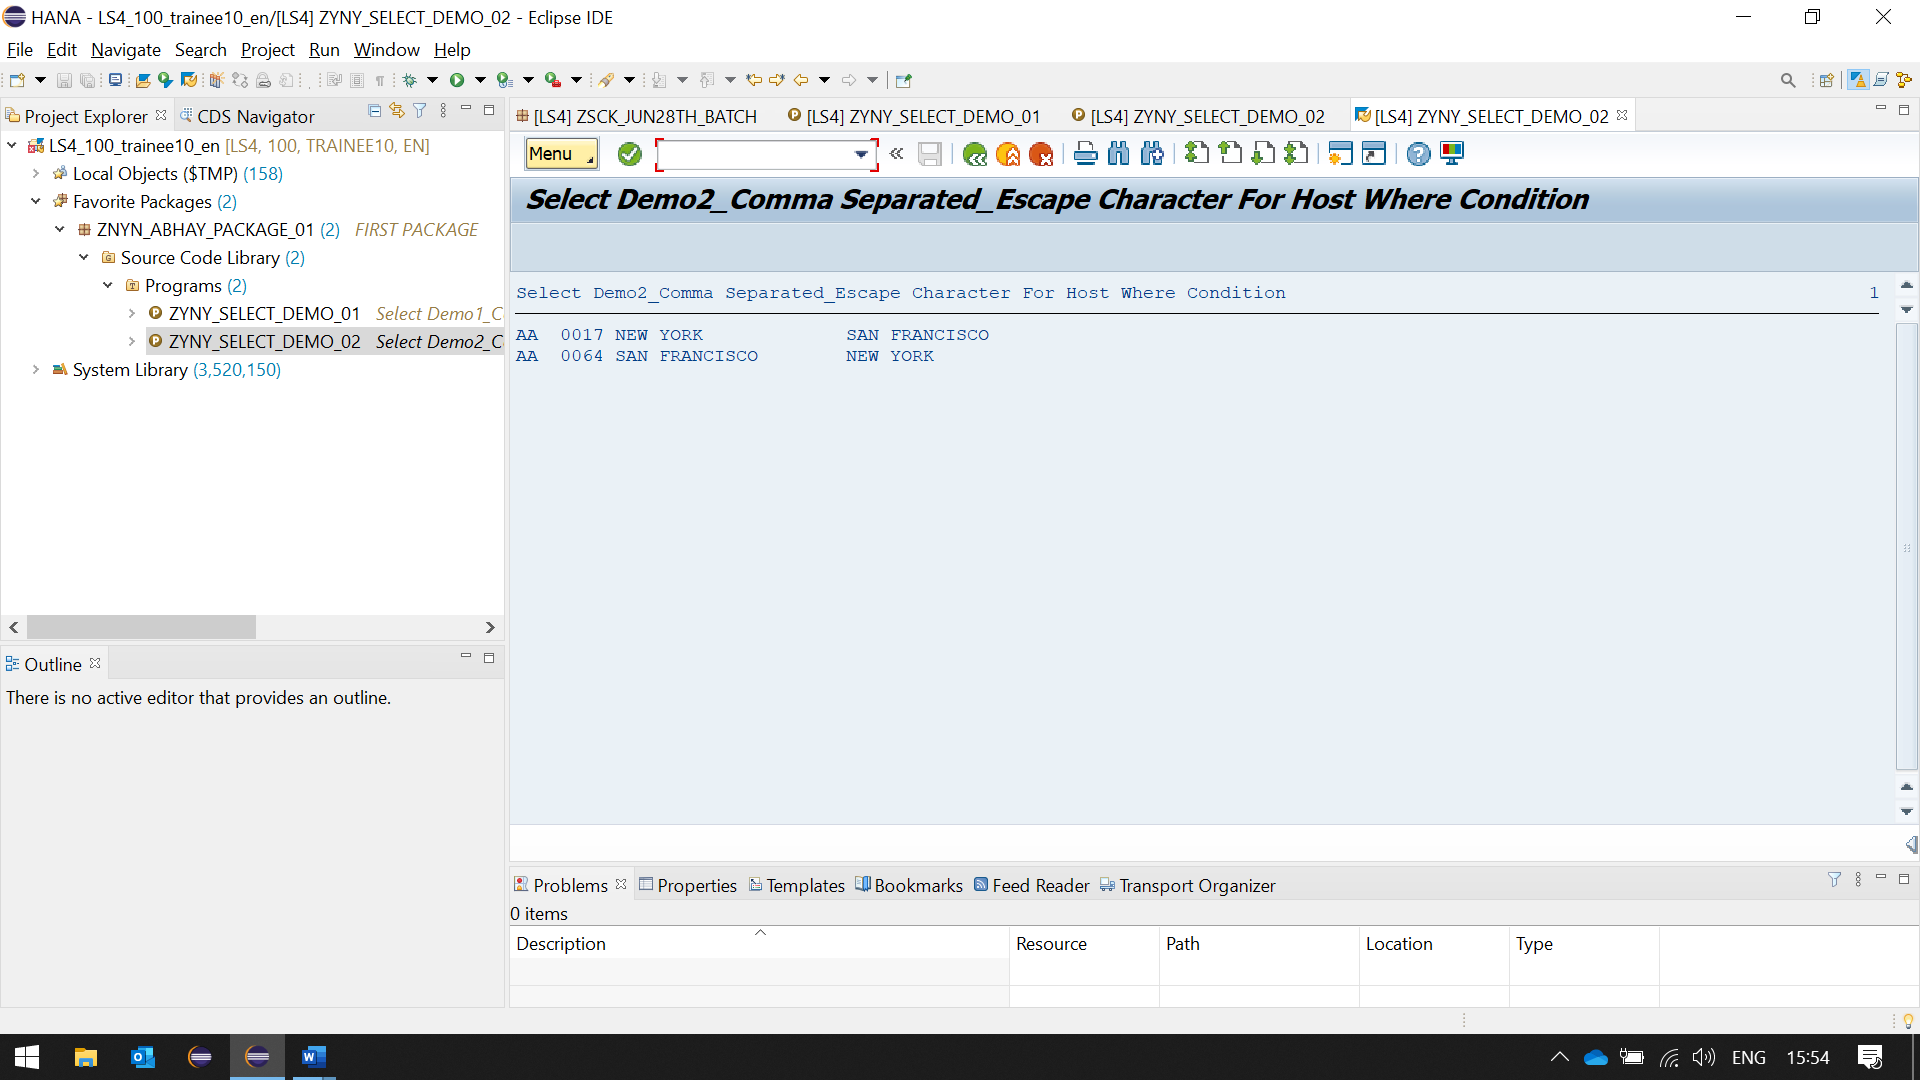 HANA - LS4_100_trainee10_en/[LS4] ZYNY_SELECT_DEMO_02 - Eclipse IDE
File Edit Navigate Search Project Run Window Help
Project Explorer CDS Navigator
LS4_100_trainee10_en [LS4, 100, TRAINEE10, EN]
Local Objects ($TMP) (158)
Favorite Packages (2)
ZNYN_ABHAY_PACKAGE_01 (2) FIRST PACKAGE
Source Code Library (2)
Programs (2)
ZYNY_SELECT_DEMO_01 Select Demo1_C
ZYNY_SELECT_DEMO_02 Select Demo2_C
System Library (3,520,150)
Outline
There is no active editor that provides an outline.
[LS4] ZSCK_JUN28TH_BATCH [LS4] ZYNY_SELECT_DEMO_01 [LS4] ZYNY_SELECT_DEMO_02 [LS4] ZYNY_SELECT_DEMO_02
Menu
Select Demo2_Comma Separated_Escape Character For Host Where Condition
Select Demo2_Comma Separated_Escape Character For Host Where Condition 1
AA 0017 NEW YORK SAN FRANCISCO
AA 0064 SAN FRANCISCO NEW YORK
Problems Properties Templates Bookmarks Feed Reader Transport Organizer
0 items
Description Resource Path Location Type
ENG 15:54